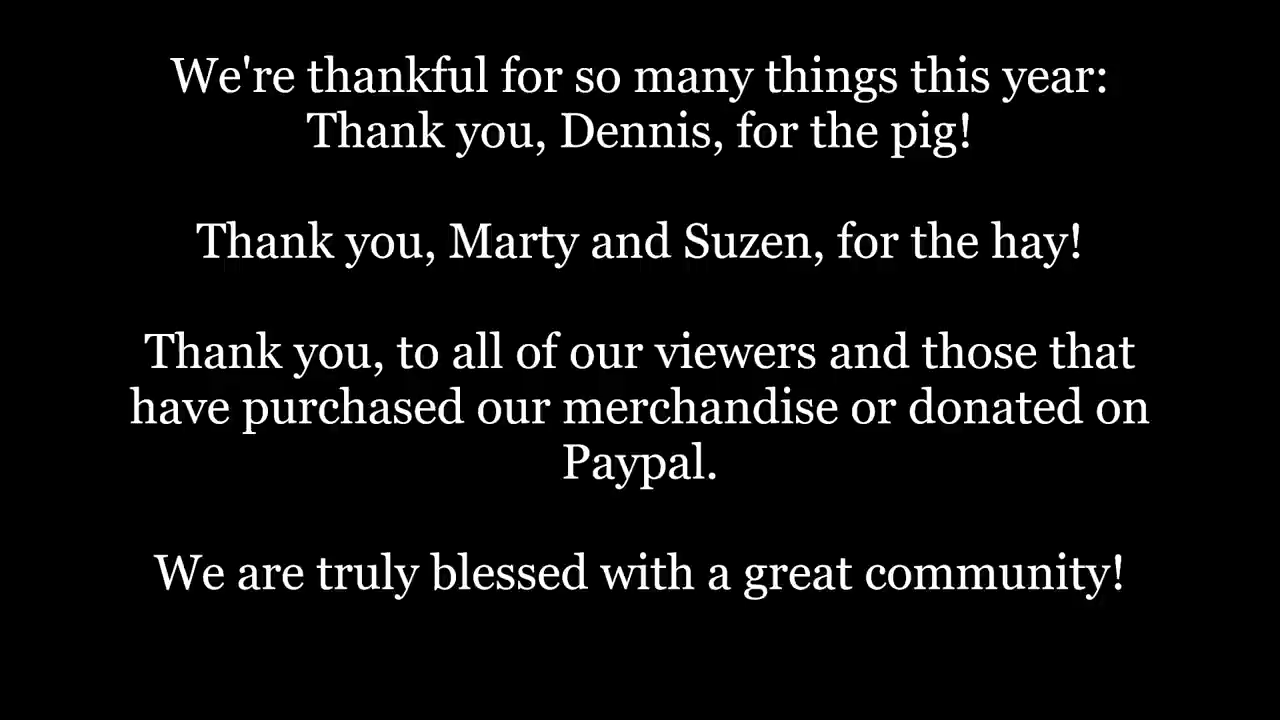 We're thankful for so many things this year:
Thank you, Dennis, for the pig!
Thank you, Marty and Suzen, for the hay!
Thank you, to all of our viewers and those that
have purchased our merchandise or donated on
Paypal.
We are truly blessed with a great community!